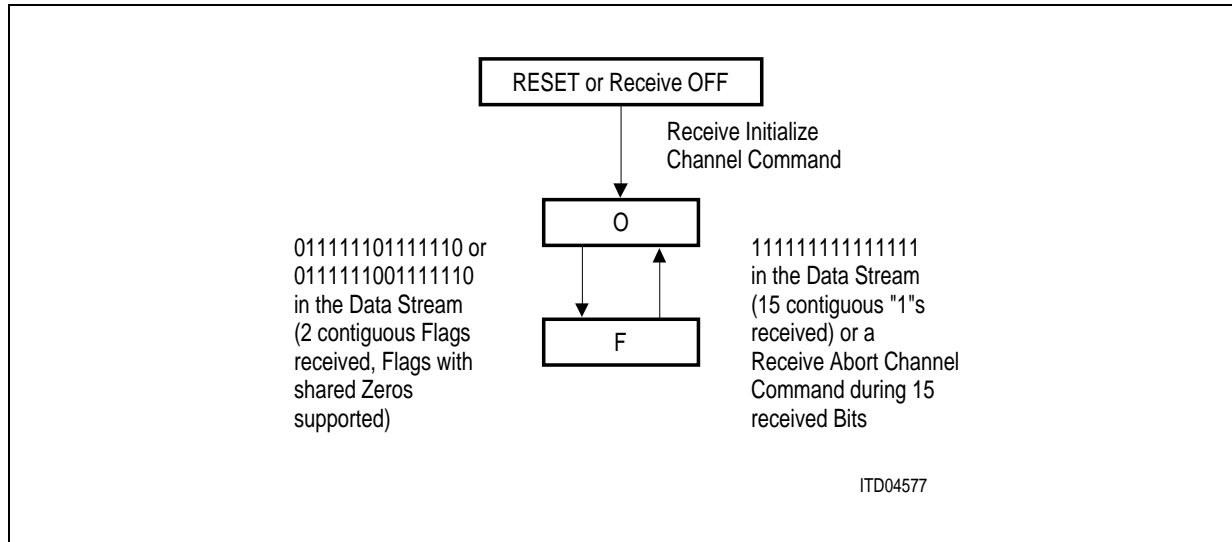 RESET or Receive OFF
Receive Initialize
Channel Command
O
011111101111110 or
0111111001111110
in the Data Stream
(2 contiguous Flags
received, Flags with
shared Zeros
supported)
111111111111111
in the Data Stream
(15 contiguous "1"s
received) or a
Receive Abort Channel
Command during 15
received Bits
F
ITD04577